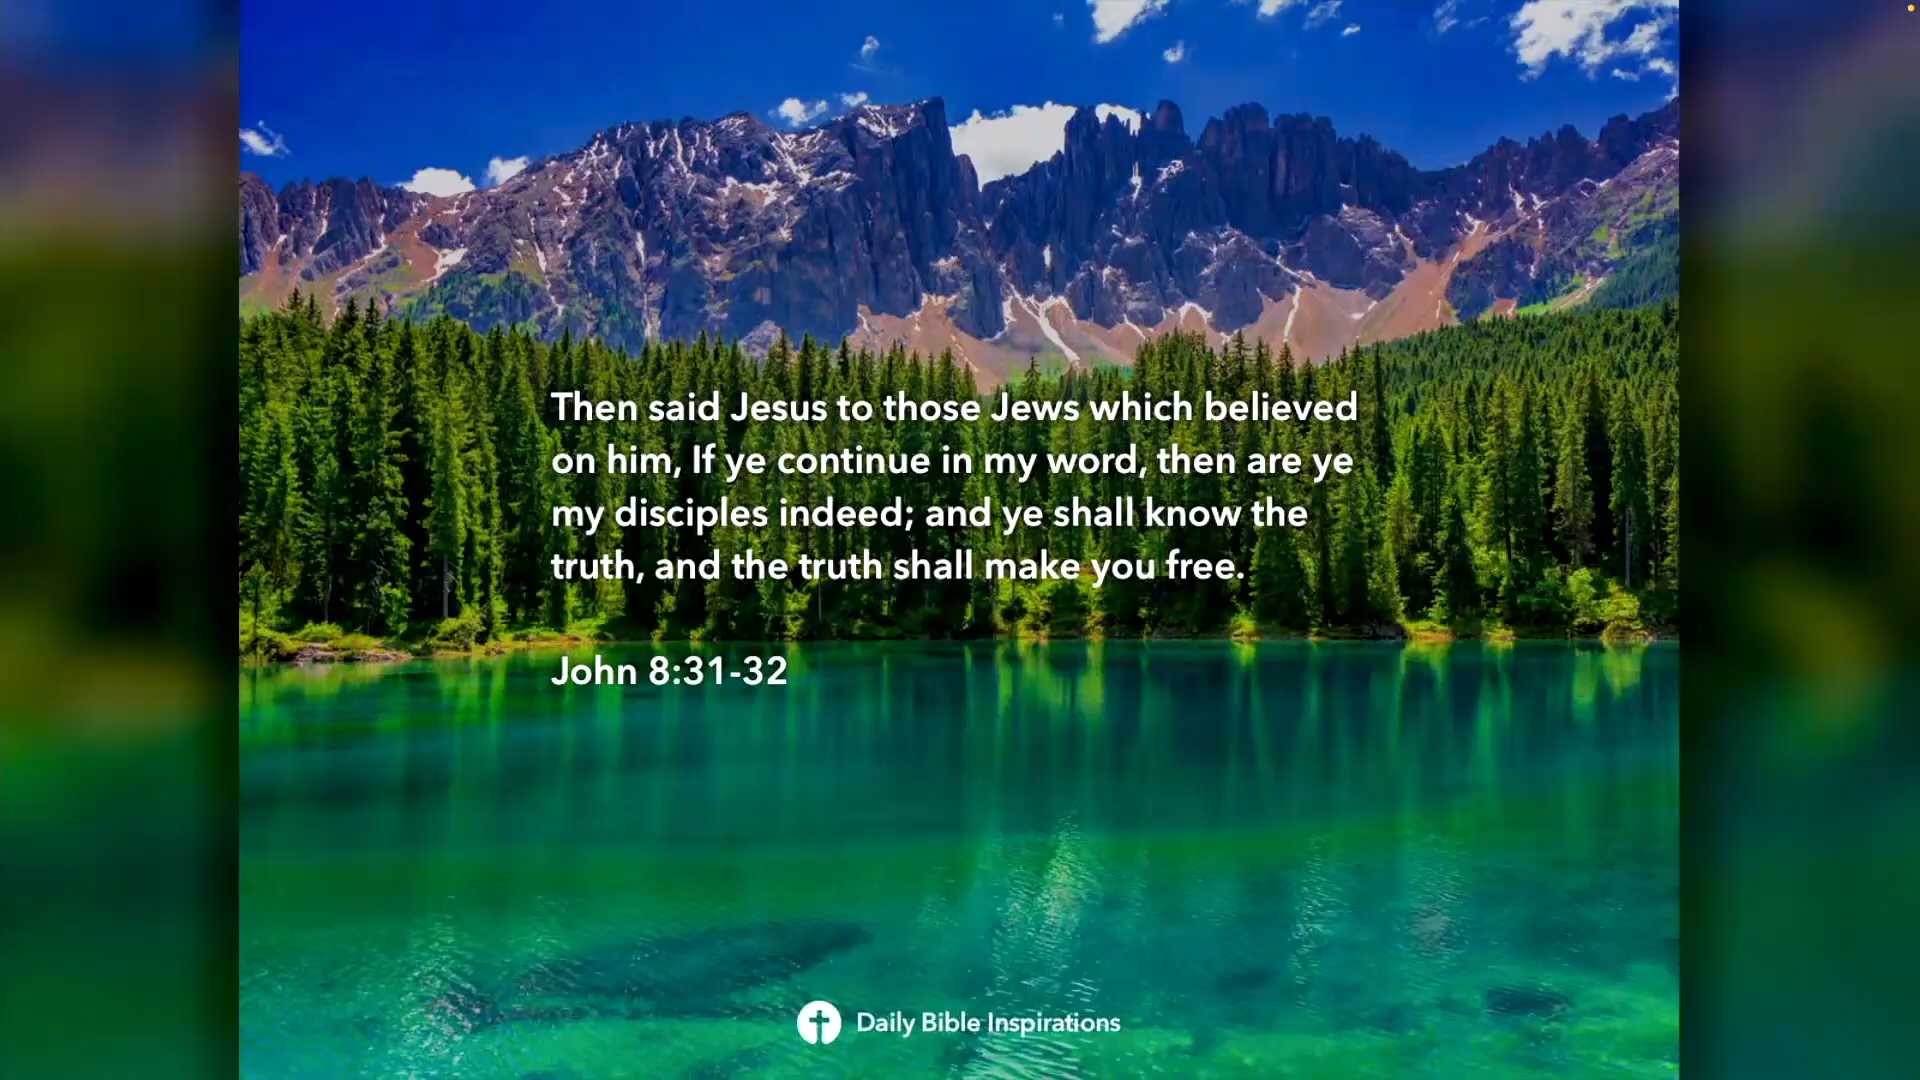 Then said Jesus to those Jews which believed
on him, If ye continue in my word, then are ye
my disciples indeed; and ye shall know the
truth, and the truth shall make you free.
John 8:31-32
Daily Bible Inspirations